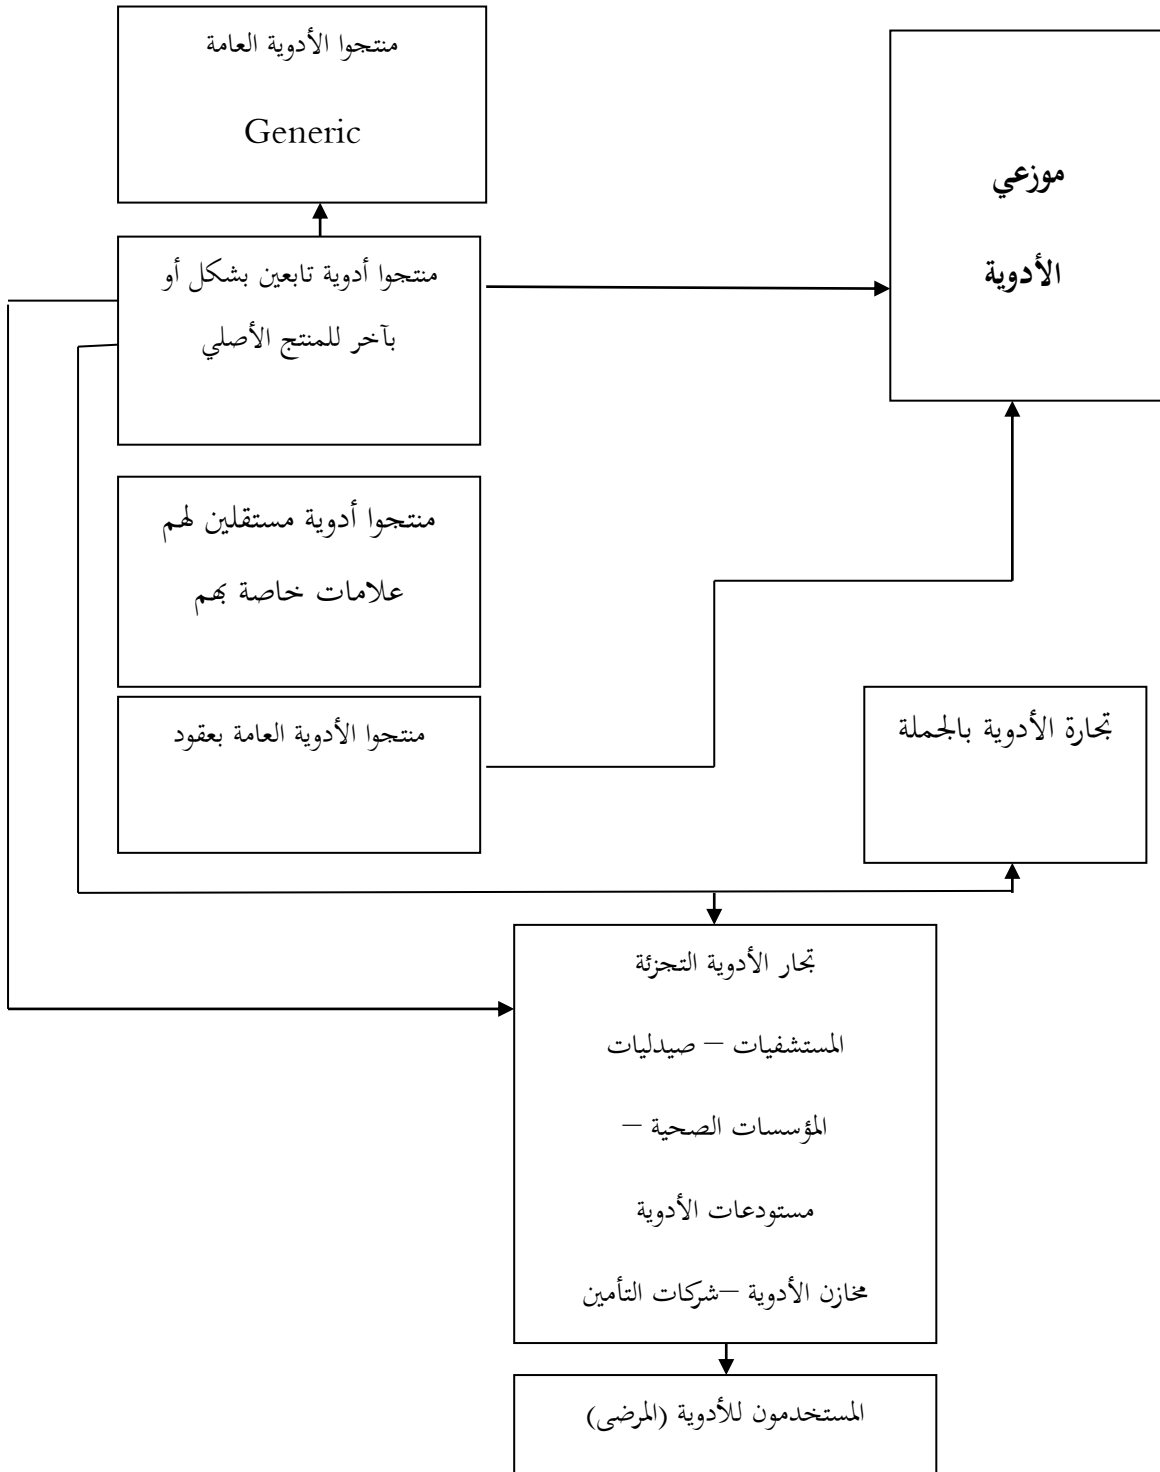 منتجوا الأدوية العامة
Generic
موزعي
الأدوية
منتجوا أدوية تابعين بشكل أو
بآخر للمنتج الأصلي
منتجوا أدوية مستقلين لهم
علامات خاصة بهم
منتجوا الأدوية العامة بعقود
تجارة الأدوية بالجملة
تجار الأدوية التجزئة
المستشفيات – صيدليات
المؤسسات الصحية –
مستودعات الأدوية
مخازن الأدوية –شركات التأمين
المستخدمون للأدوية (المرضى)